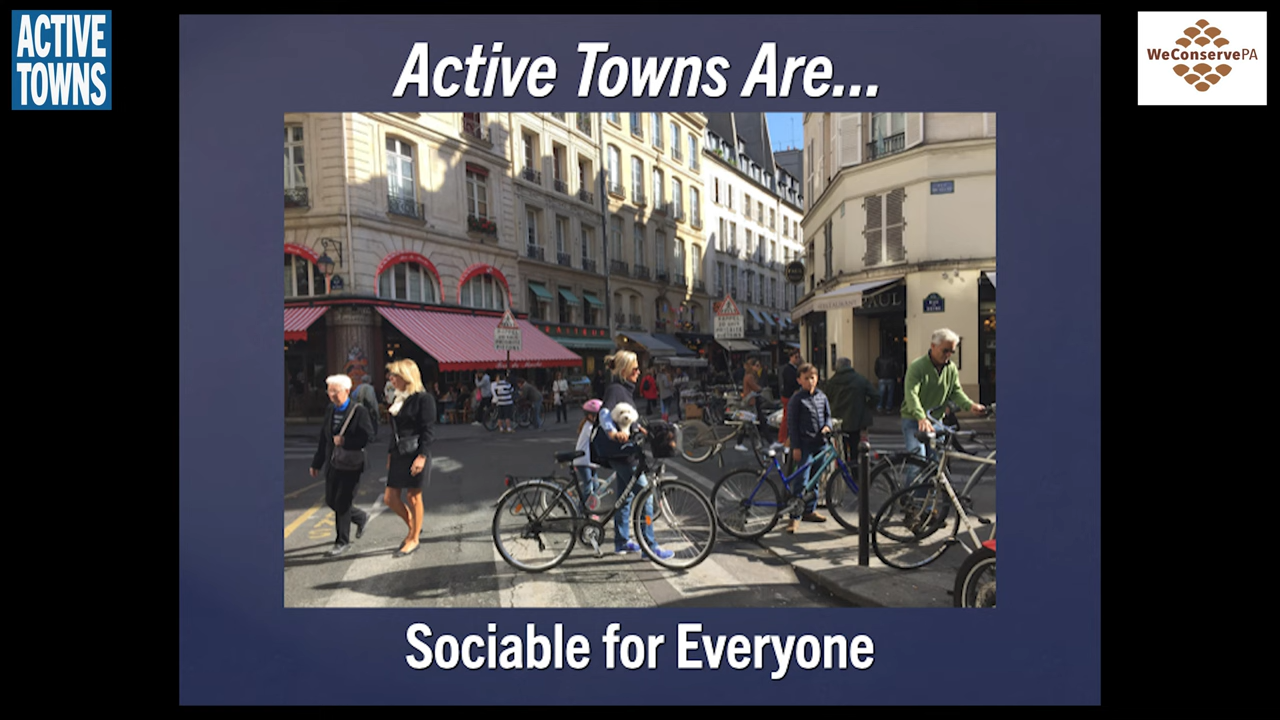 ACTIVE
TOWNS
WeConservePA
Active Towns Are...
PAUL
Sociable for Everyone